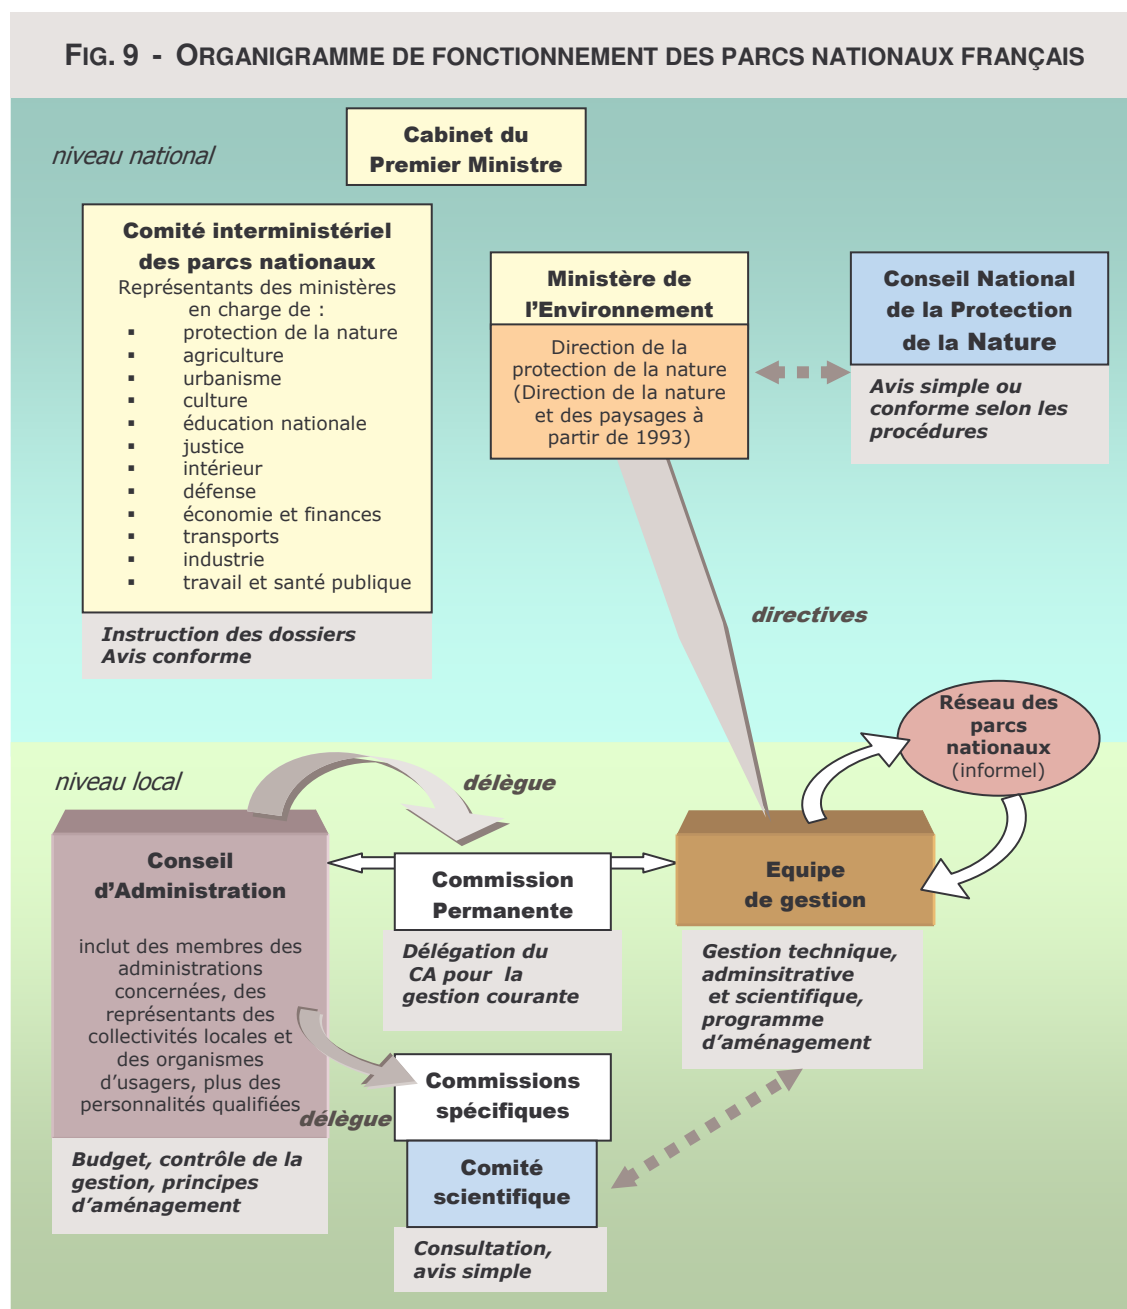 FIG. 9 - ORGANIGRAMME DE FONCTIONNEMENT DES PARCS NATIONAUX FRANÇAIS
niveau national
Cabinet du
Premier Ministre
Comité interministériel
des parcs nationaux
Représentants des ministères
en charge de :
▪ protection de la nature
▪ agriculture
▪ urbanisme
▪ culture
▪ éducation nationale
▪ justice
▪ intérieur
▪ défense
▪ économie et finances
▪ transports
▪ industrie
▪ travail et santé publique
Instruction des dossiers
Avis conforme
Ministère de
l'Environnement
Direction de la
protection de la nature
(Direction de la nature
et des paysages à
partir de 1993)
Conseil National
de la Protection
de la Nature
Avis simple ou
conforme selon les
procédures
directives
Réseau des
parcs
nationaux
(informel)
niveau local
délègue
Conseil
d'Administration
inclut des membres des
administrations
concernées, des
représentants des
collectivités locales et
des organismes
d'usagers, plus des
personnalités qualifiées
Budget, contrôle de la
gestion, principes
d'aménagement
Commission
Permanente
Délégation du
CA pour la
gestion courante
Equipe
de gestion
Gestion technique,
adminsitrative
et scientifique,
programme
d'aménagement
délègue
Commissions
spécifiques
Comité
scientifique
Consultation,
avis simple